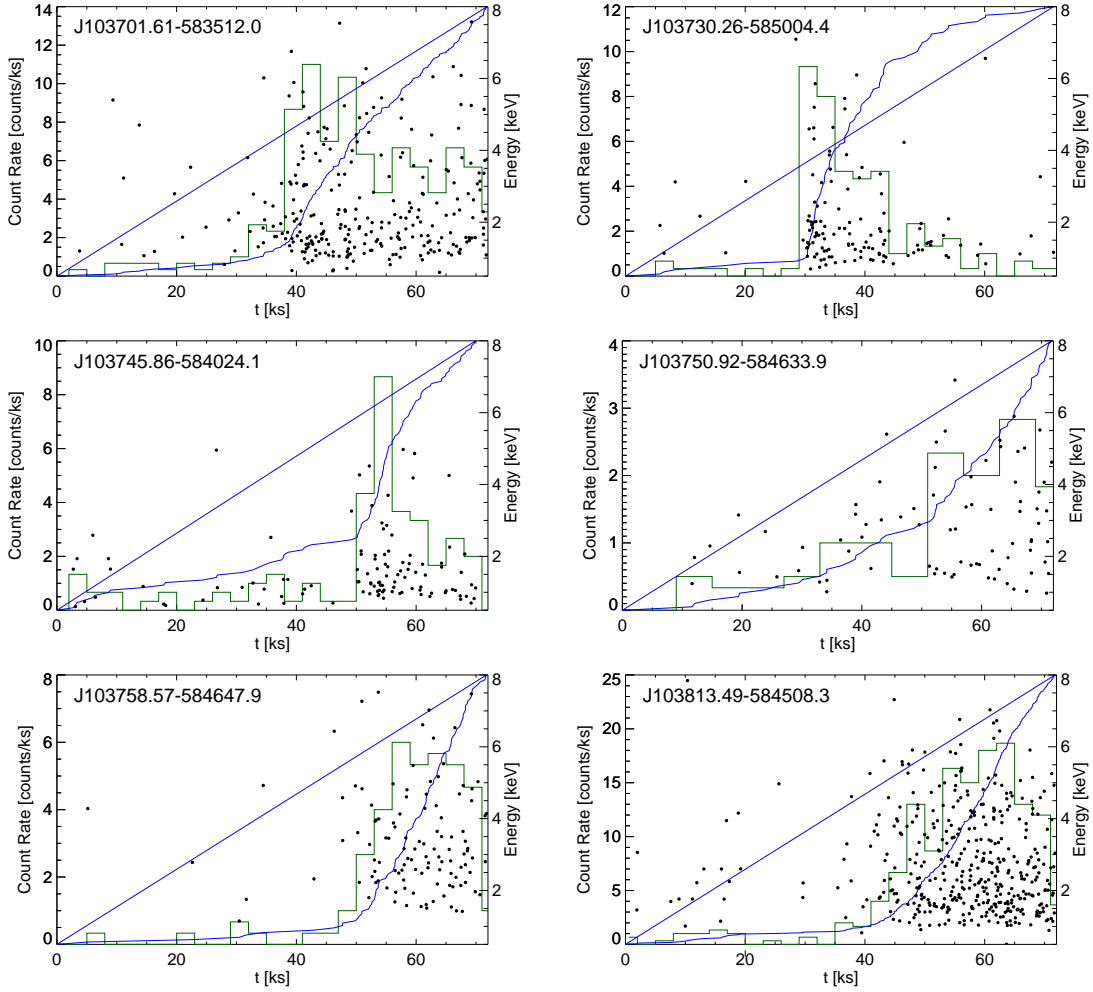 J103701.61-583512.0
Count Rate [counts/ks]
14
12
10
8
6
4
2
0
Energy [keV]
8
6
4
2
0 20 40 60
t [ks]
J103730.26-585004.4
Count Rate [counts/ks]
12
10
8
6
4
2
0
Energy [keV]
8
6
4
2
0 20 40 60
t [ks]
J103745.86-584024.1
Count Rate [counts/ks]
10
8
6
4
2
0
Energy [keV]
8
6
4
2
0 20 40 60
t [ks]
J103750.92-584633.9
Count Rate [counts/ks]
4
3
2
1
0
Energy [keV]
8
6
4
2
0 20 40 60
t [ks]
J103758.57-584647.9
Count Rate [counts/ks]
8
6
4
2
0
Energy [keV]
8
6
4
2
0 20 40 60
t [ks]
J103813.49-584508.3
Count Rate [counts/ks]
25
20
15
10
5
0
Energy [keV]
8
6
4
2
0 20 40 60
t [ks]